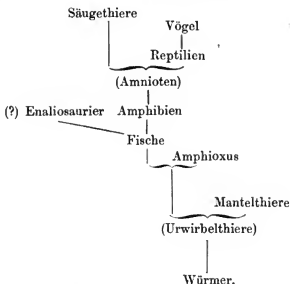 Säugethiere
Vögel
Reptilien
(Amnioten)
(?) Enaliosaurier Amphibien
Fische
Amphioxus
Mantelthiere
(Urwirbelthiere)
Würmer.